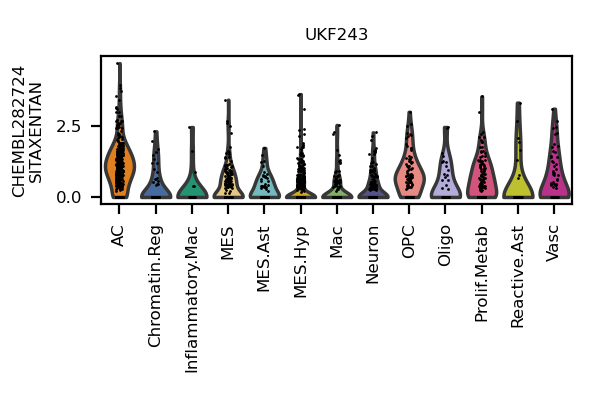 UKF243
CHEMBL282724
SITAXENTAN
2.5
0.0
AC
Chromatin.Reg
Inflammatory.Mac
MES
MES.Ast
MES.Hyp
Mac
Neuron
OPC
Oligo
Prolif.Metab
Reactive.Ast
Vasc